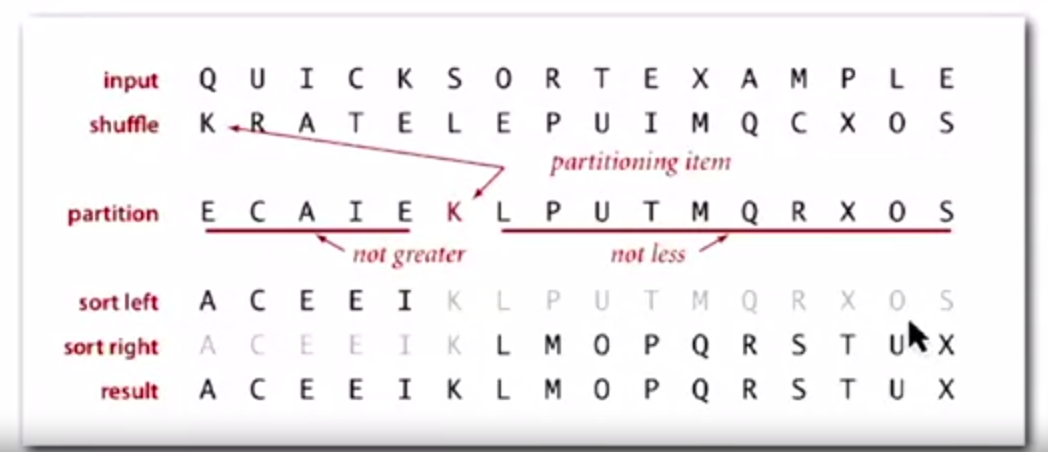 input Q U I C K S O R T E X A M P L E
shuffle K R A T E L E P U I M Q C X O S
partitioning item
partition E C A I E K L P U T M Q R X O S
not greater not less
sort left A C E E I K L P U T M Q R X O S
sort right A C E E I K L M O P Q R S T U X
result A C E E I K L M O P Q R S T U X